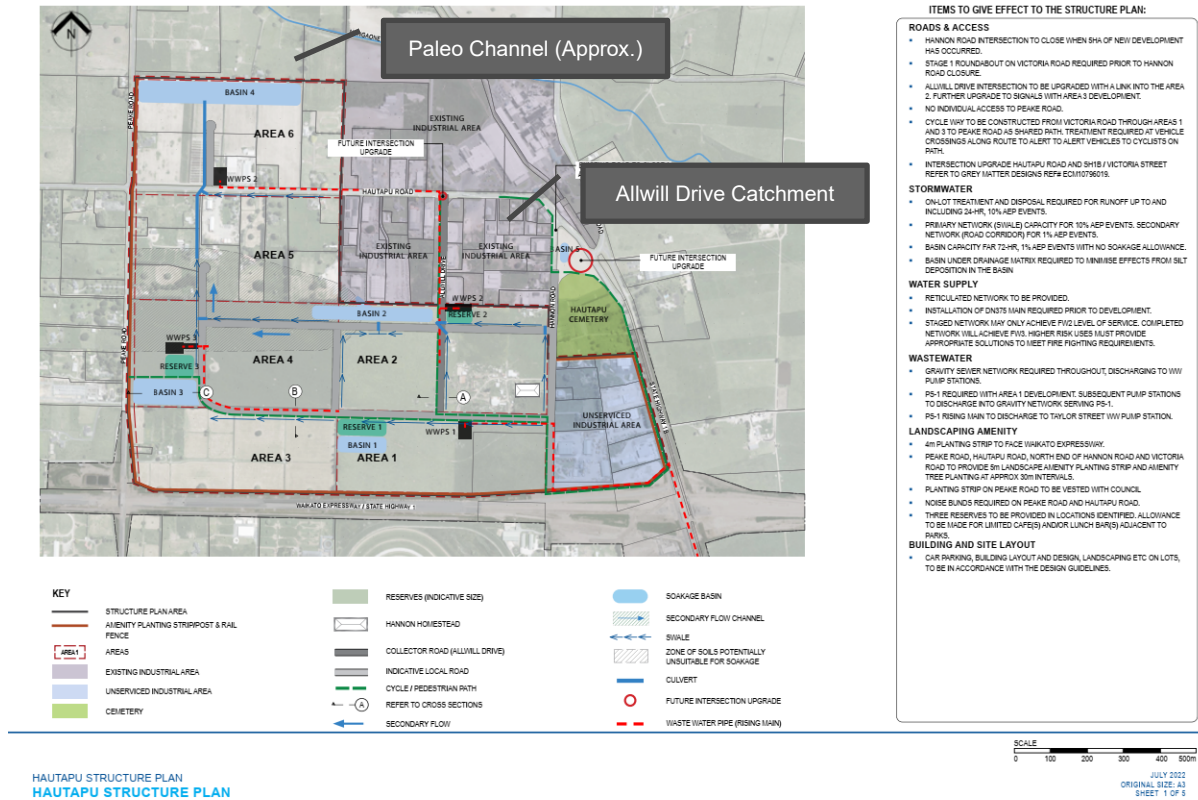 Paleo Channel (Approx.)
N
PEAKE ROAD
BASIN 4
AREA 6
EXISTING
INDUSTRIAL AREA
FUTURE INTERSECTION
UPGRADE
Allwill Drive Catchment
WWPS 2
HAUTAPU ROAD
EXISTING
INDUSTRIAL AREA
EXISTING
INDUSTRIAL AREA
AREA 5
ALLWILL DRIVE
BASIN 5
FUTURE INTERSECTION
UPGRADE
WWPS 2
RESERVE 2
HANNON ROAD
HAUTAPU
CEMETERY
BASIN 2
PEAKE ROAD
WWPS 3
RESERVE 3
AREA 4
AREA 2
BASIN 3
C
B
A
STATE HIGHWAY 1B
UNSERVICED
INDUSTRIAL AREA
RESERVE 1
WWPS 1
BASIN 1
AREA 3
AREA 1
WAIKATO EXPRESSWAY / STATE HIGHWAY 1
KEY
STRUCTURE PLAN AREA
AMENITY PLANTING STRIP/POST & RAIL
FENCE
AREA 1
AREAS
EXISTING INDUSTRIAL AREA
UNSERVICED INDUSTRIAL AREA
CEMETERY
RESERVES (INDICATIVE SIZE)
HANNON HOMESTEAD
COLLECTOR ROAD (ALLWILL DRIVE)
INDICATIVE LOCAL ROAD
CYCLE / PEDESTRIAN PATH
A
REFER TO CROSS SECTIONS
SECONDARY FLOW
SOAKAGE BASIN
SECONDARY FLOW CHANNEL
SWALE
ZONE OF SOILS POTENTIALLY
UNSUITABLE FOR SOAKAGE
CULVERT
FUTURE INTERSECTION UPGRADE
WASTE WATER PIPE (RISING MAIN)
ITEMS TO GIVE EFFECT TO THE STRUCTURE PLAN:
ROADS & ACCESS
HANNON ROAD INTERSECTION TO CLOSE WHEN 5HA OF NEW DEVELOPMENT
HAS OCCURRED.
STAGE 1 ROUNDABOUT ON VICTORIA ROAD REQUIRED PRIOR TO HANNON
ROAD CLOSURE.
ALLWILL DRIVE INTERSECTION TO BE UPGRADED WITH A LINK INTO THE AREA
2. FURTHER UPGRADE TO SIGNALS WITH AREA 3 DEVELOPMENT.
NO INDIVIDUAL ACCESS TO PEAKE ROAD.
CYCLE WAY TO BE CONSTRUCTED FROM VICTORIA ROAD THROUGH AREAS 1
AND 3 TO PEAKE ROAD AS SHARED PATH. TREATMENT REQUIRED AT VEHICLE
CROSSINGS ALONG ROUTE TO ALERT TO ALERT VEHICLES TO CYCLISTS ON
PATH.
INTERSECTION UPGRADE HAUTAPU ROAD AND SH1B / VICTORIA STREET
REFER TO GREY MATTER DESIGNS REF# ECM10796019.
STORMWATER
ON-LOT TREATMENT AND DISPOSAL REQUIRED FOR RUNOFF UP TO AND
INCLUDING 24-HR, 10% AEP EVENTS.
PRIMARY NETWORK (SWALE) CAPACITY FOR 10% AEP EVENTS. SECONDARY
NETWORK (ROAD CORRIDOR) FOR 1% AEP EVENTS.
BASIN CAPACITY FAR 72-HR, 1% AEP EVENTS WITH NO SOAKAGE ALLOWANCE.
BASIN UNDER DRAINAGE MATRIX REQUIRED TO MINIMISE EFFECTS FROM SILT
DEPOSITION IN THE BASIN
WATER SUPPLY
RETICULATED NETWORK TO BE PROVIDED.
INSTALLATION OF DN375 MAIN REQUIRED PRIOR TO DEVELOPMENT.
STAGED NETWORK MAY ONLY ACHIEVE FW2 LEVEL OF SERVICE. COMPLETED
NETWORK WILL ACHIEVE FW3. HIGHER RISK USES MUST PROVIDE
APPROPRIATE SOLUTIONS TO MEET FIRE FIGHTING REQUIREMENTS.
WASTEWATER
GRAVITY SEWER NETWORK REQUIRED THROUGHOUT, DISCHARGING TO WW
PUMP STATIONS.
PS-1 REQUIRED WITH AREA 1 DEVELOPMENT. SUBSEQUENT PUMP STATIONS
TO DISCHARGE INTO GRAVITY NETWORK SERVING PS-1.
PS-1 RISING MAIN TO DISCHARGE TO TAYLOR STREET WW PUMP STATION.
LANDSCAPING AMENITY
4m PLANTING STRIP TO FACE WAIKATO EXPRESSWAY.
PEAKE ROAD, HAUTAPU ROAD, NORTH END OF HANNON ROAD AND VICTORIA
ROAD TO PROVIDE 5m LANDSCAPE AMENITY PLANTING STRIP AND AMENITY
TREE PLANTING AT APPROX 30m INTERVALS.
PLANTING STRIP ON PEAKE ROAD TO BE VESTED WITH COUNCIL
NOISE BUNDS REQUIRED ON PEAKE ROAD AND HAUTAPU ROAD.
THREE RESERVES TO BE PROVIDED IN LOCATIONS IDENTIFIED. ALLOWANCE
TO BE MADE FOR LIMITED CAFE(S) AND/OR LUNCH BAR(S) ADJACENT TO
PARKS.
BUILDING AND SITE LAYOUT
CAR PARKING, BUILDING LAYOUT AND DESIGN, LANDSCAPING ETC ON LOTS,
TO BE IN ACCORDANCE WITH THE DESIGN GUIDELINES.
SCALE
0 100 200 300 400 500m
JULY 2022
ORIGINAL SIZE: A3
SHEET 1 OF 5
HAUTAPU STRUCTURE PLAN
HAUTAPU STRUCTURE PLAN